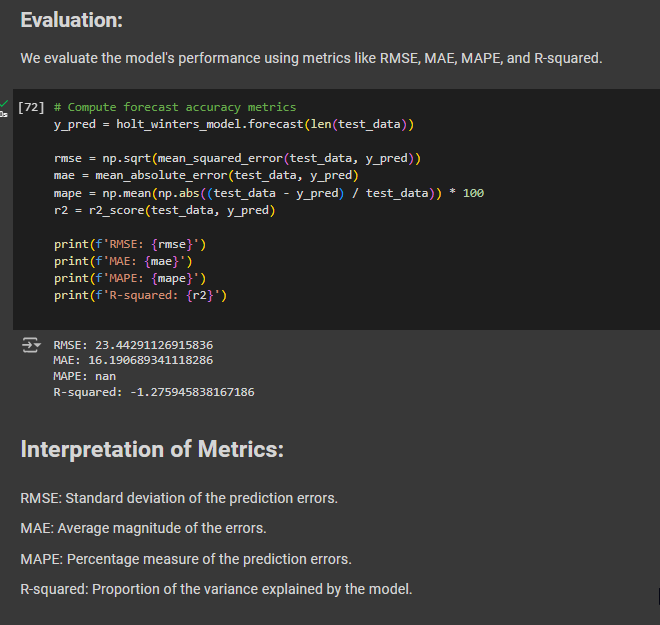 Evaluation:
We evaluate the model's performance using metrics like RMSE, MAE, MAPE, and R-squared.
[72] # Compute forecast accuracy metrics
0s
y_pred = holt_winters_model.forecast(len(test_data))
rmse = np.sqrt(mean_squared_error(test_data, y_pred))
mae = mean_absolute_error(test_data, y_pred)
mape = np.mean(np.abs((test_data - y_pred) / test_data)) * 100
r2 = r2_score(test_data, y_pred)
print(f'RMSE: {rmse}')
print(f'MAE: {mae}')
print(f'MAPE: {mape}')
print(f'R-squared: {r2}')
RMSE: 23.44291126915836
MAE: 16.190689341118286
MAPE: nan
R-squared: -1.275945838167186
Interpretation of Metrics:
RMSE: Standard deviation of the prediction errors.
MAE: Average magnitude of the errors.
MAPE: Percentage measure of the prediction errors.
R-squared: Proportion of the variance explained by the model.